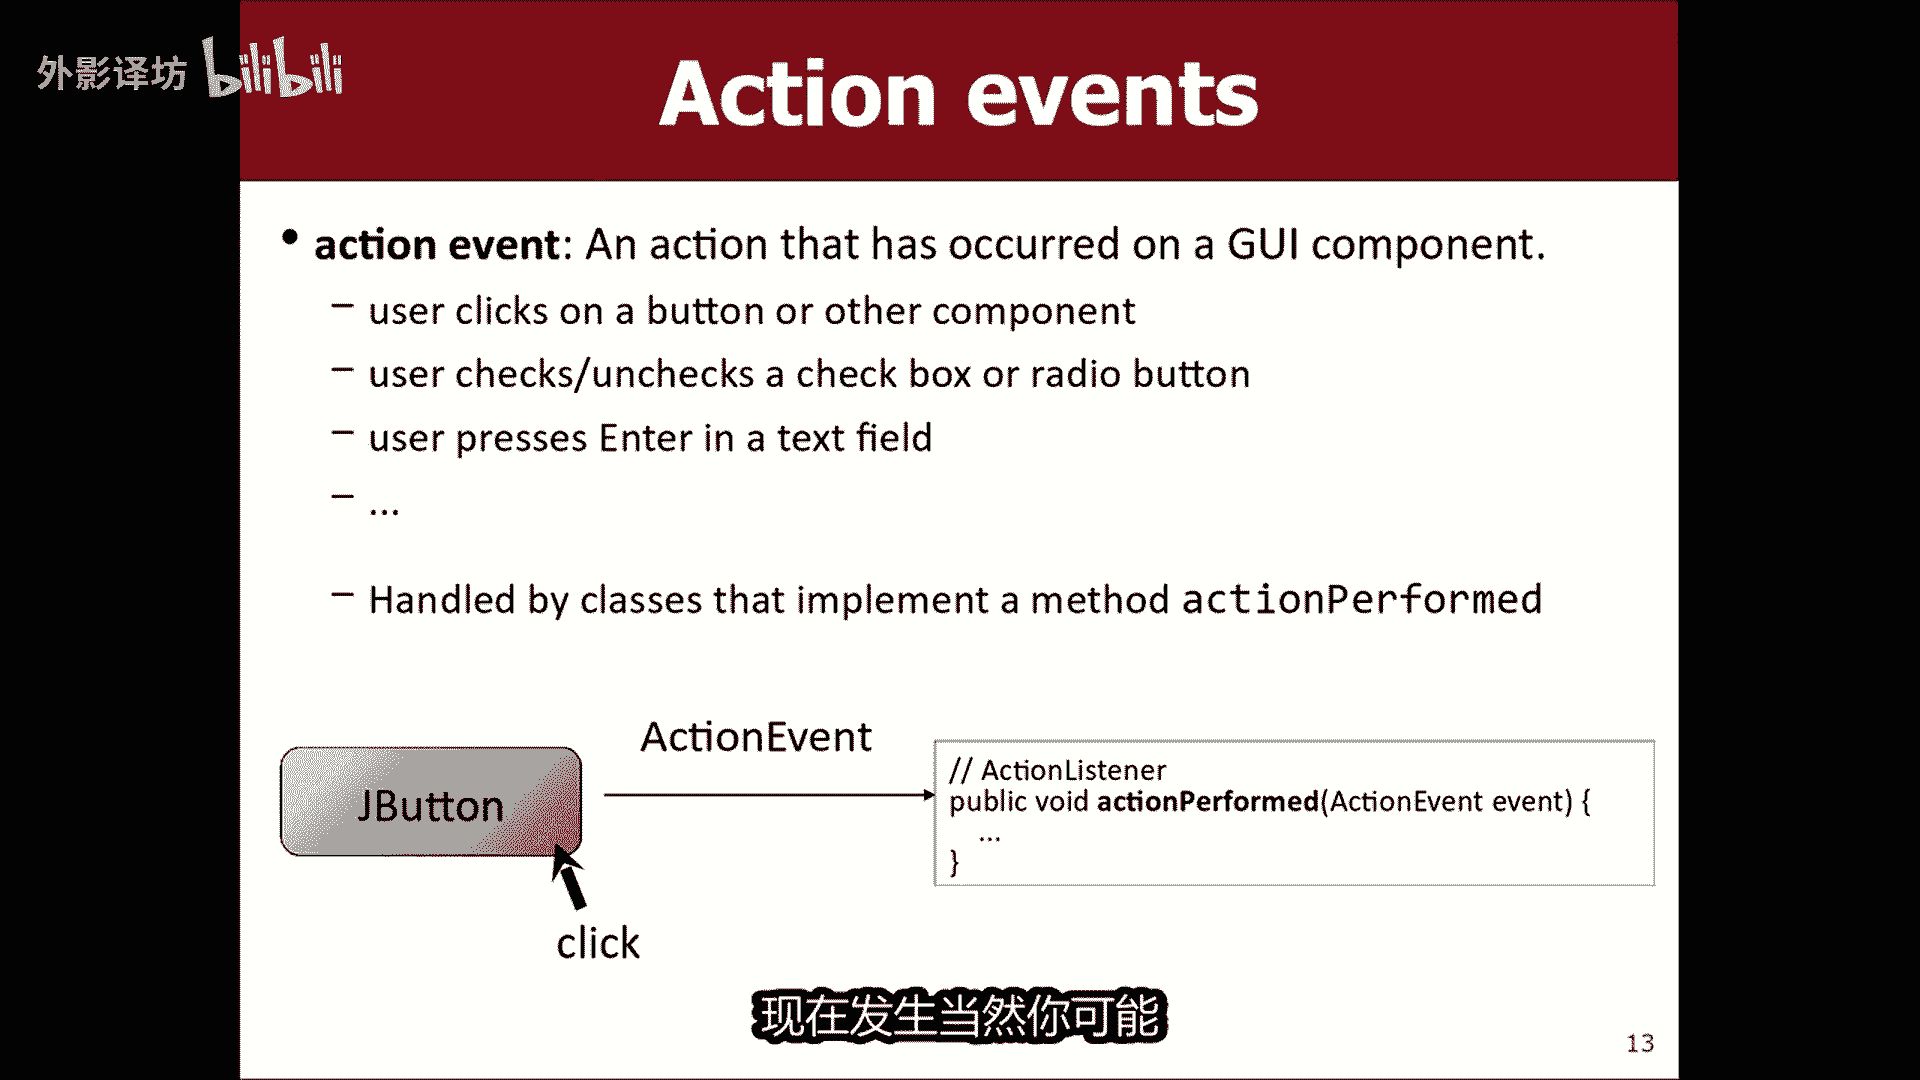 外影译坊 bilibili
Action events
• action event: An action that has occurred on a GUI component.
– user clicks on a button or other component
– user checks/unchecks a check box or radio button
– user presses Enter in a text field
– ...
– Handled by classes that implement a method actionPerformed
ActionEvent
JButton
// ActionListener
public void actionPerformed(ActionEvent event) {
...
}
click
现在发生当然你可能
13